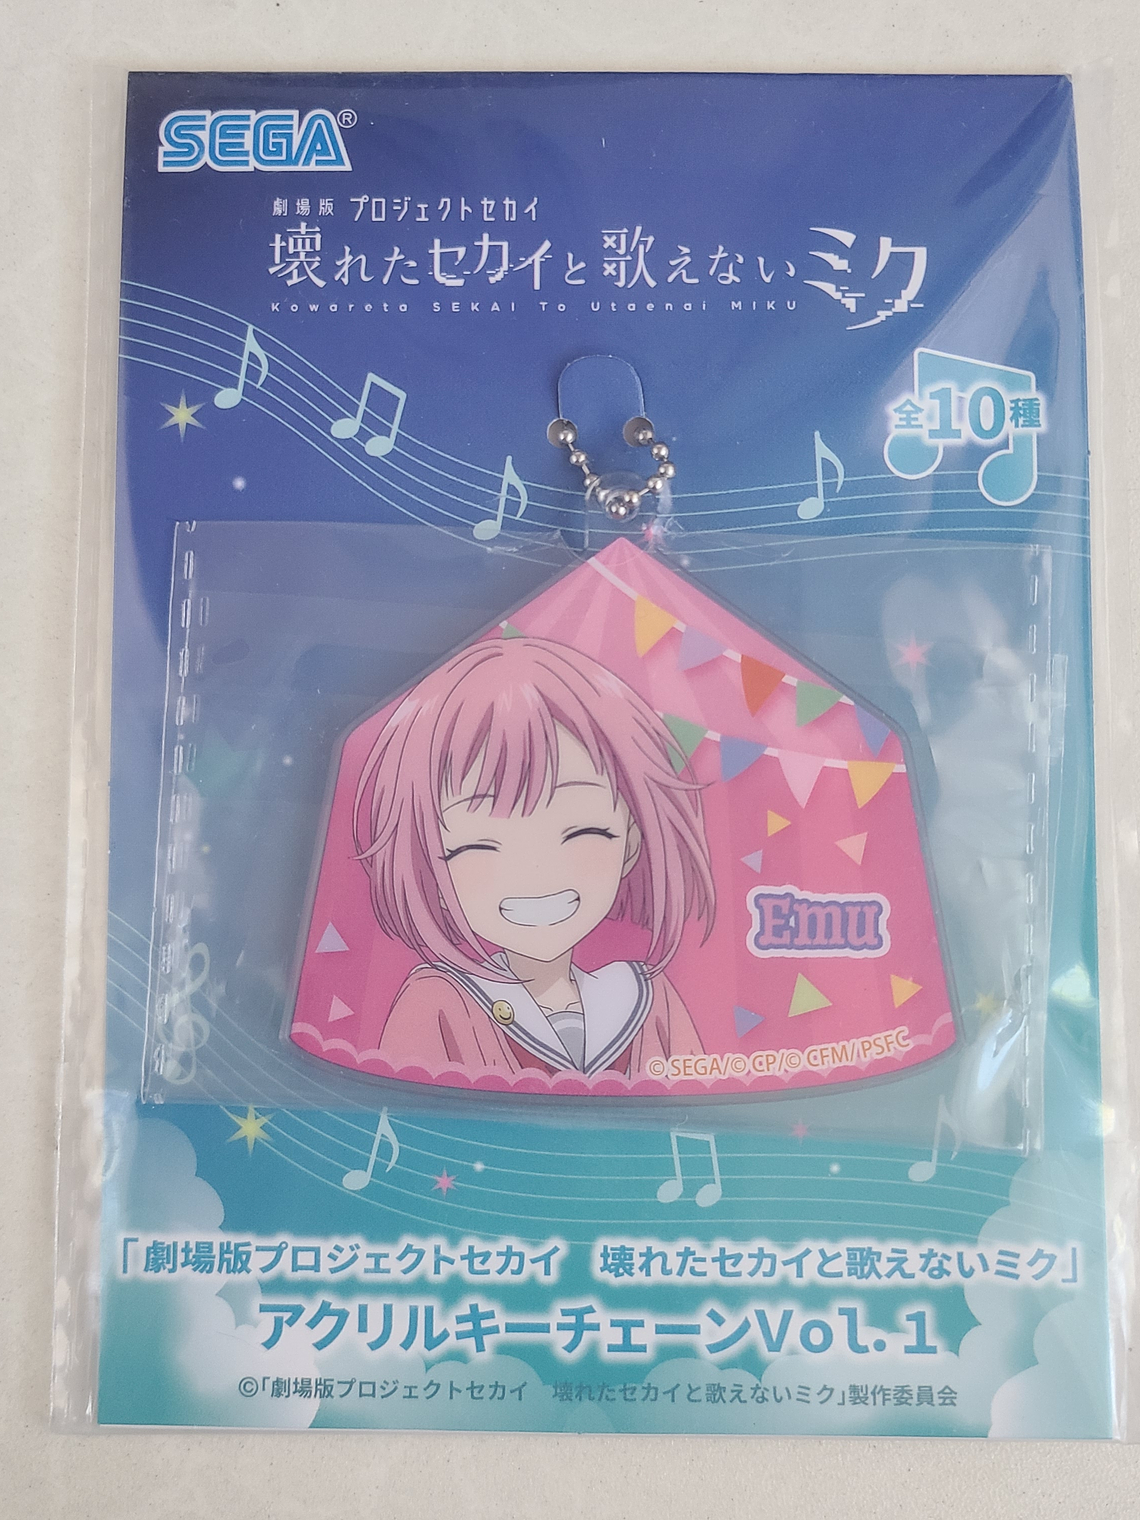 SEGA®
劇場版 プロジェクトセカイ
壊れたセカイと歌えないミク
Kowareta SEKAI To Utaenai MIKU
全10種
Emu
© SEGA/© CP/© CFM/ PSFC
「劇場版プロジェクトセカイ 壊れたセカイと歌えないミク」
アクリルキーチェーンVol.1
©「劇場版プロジェクトセカイ 壊れたセカイと歌えないミク」製作委員会